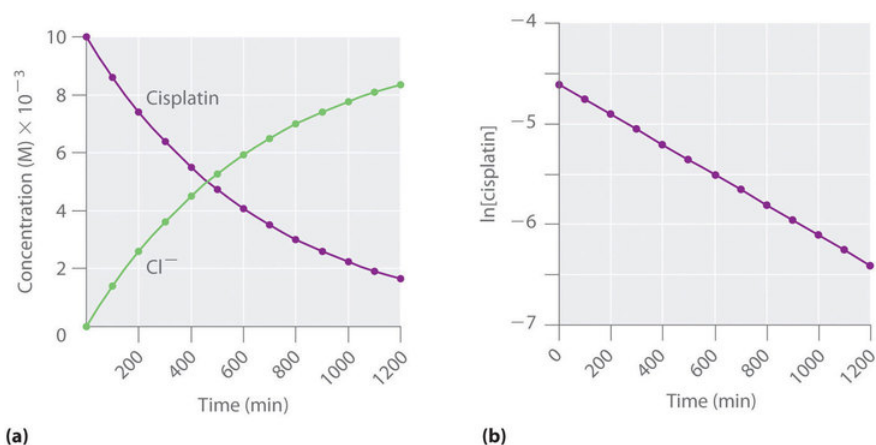 Concentration (M) × 10⁻³
10
8
6
4
2
0
Cisplatin
Cl⁻
200
400
600
800
1000
1200
Time (min)
(a)
ln[cisplatin]
−4
−5
−6
−7
0
200
400
600
800
1000
1200
Time (min)
(b)